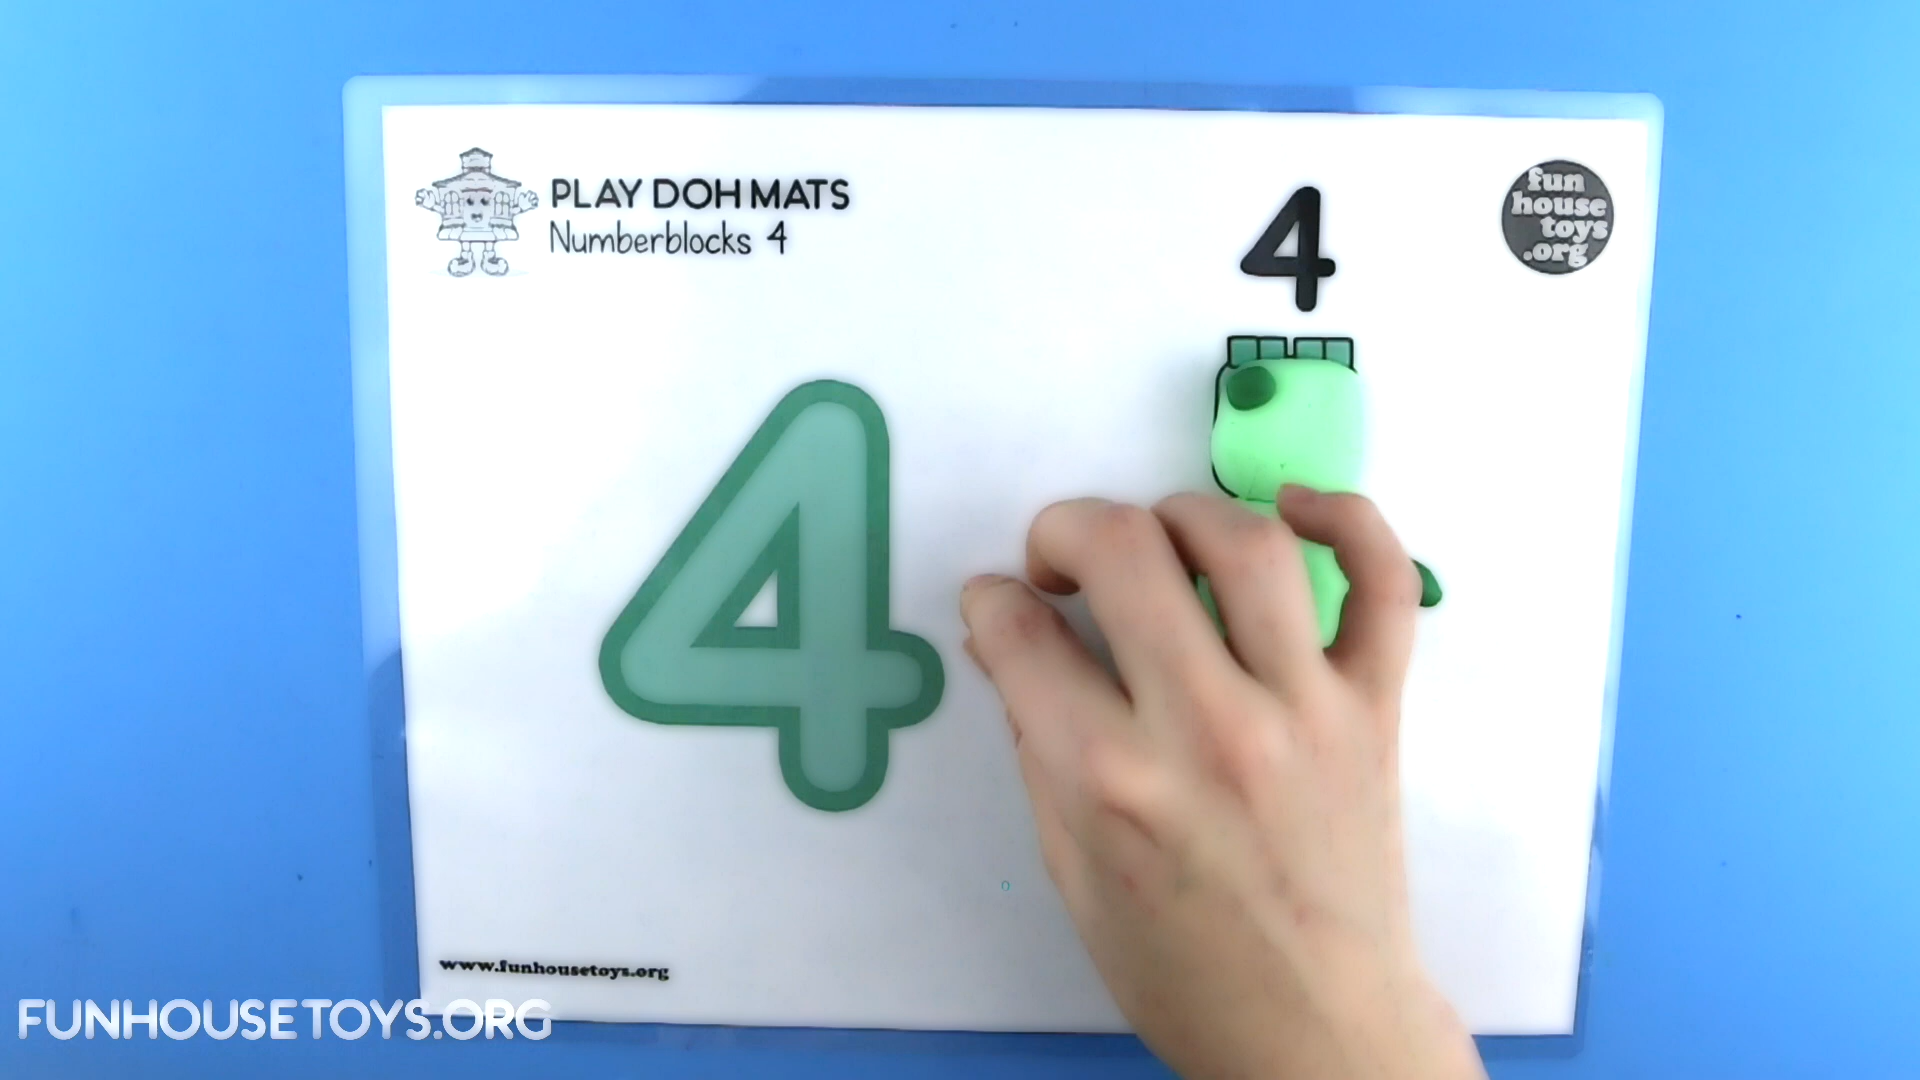 PLAY DOH MATS
Numberblocks 4
4
fun
house
toys
.org
4
www.funhousetoys.org
FUNHOUSETOYS.ORG